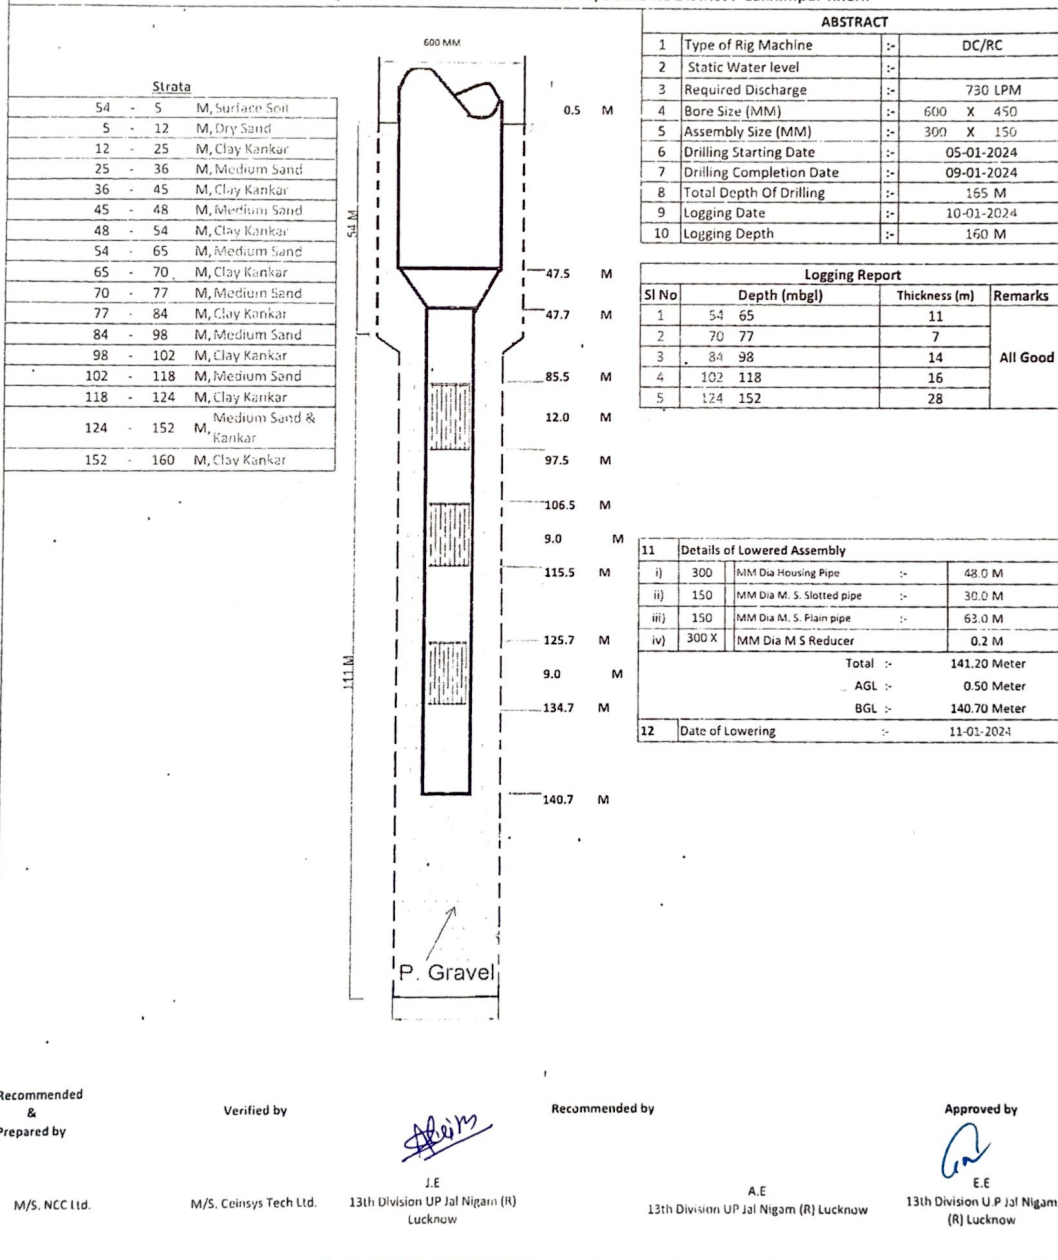 ABSTRACT
1 Type of Rig Machine :- DC/RC
2 Static Water level :-
3 Required Discharge :- 730 LPM
4 Bore Size (MM) :- 600 X 450
5 Assembly Size (MM) :- 300 X 150
6 Drilling Starting Date :- 05-01-2024
7 Drilling Completion Date :- 09-01-2024
8 Total Depth Of Drilling :- 165 M
9 Logging Date :- 10-01-2024
10 Logging Depth :- 160 M
Strata
54 - 5 M, Surface Soil
5 - 12 M, Dry Sand
12 - 25 M, Clay Kankar
25 - 36 M, Medium Sand
36 - 45 M, Clay Kankar
45 - 48 M, Medium Sand
48 - 54 M, Clay Kankar
54 - 65 M, Medium Sand
65 - 70 M, Clay Kankar
70 - 77 M, Medium Sand
77 - 84 M, Clay Kankar
84 - 98 M, Medium Sand
98 - 102 M, Clay Kankar
102 - 118 M, Medium Sand
118 - 124 M, Clay Kankar
124 - 152 M, Medium Sand & Kankar
152 - 160 M, Clay Kankar
600 MM
0.5 M
54 M
47.5 M
47.7 M
85.5 M
12.0 M
97.5 M
106.5 M
9.0 M
115.5 M
125.7 M
9.0 M
134.7 M
140.7 M
111 M
P. Gravel
Logging Report
Sl No Depth (mbgl) Thickness (m) Remarks
1 54 65 11
2 70 77 7
3 84 98 14 All Good
4 102 118 16
5 124 152 28
11 Details of Lowered Assembly
i) 300 MM Dia Housing Pipe :- 48.0 M
ii) 150 MM Dia M. S. Slotted pipe :- 30.0 M
iii) 150 MM Dia M. S. Plain pipe :- 63.0 M
iv) 300 X MM Dia M S Reducer 0.2 M
Total :- 141.20 Meter
AGL :- 0.50 Meter
BGL :- 140.70 Meter
12 Date of Lowering :- 11-01-2024
Recommended
&
Prepared by
M/S. NCC Ltd.
Verified by
M/S. Ceinsys Tech Ltd.
J.E
13th Division UP Jal Nigam (R)
Lucknow
Recommended by
A.E
13th Division UP Jal Nigam (R) Lucknow
Approved by
E.E
13th Division U.P Jal Nigam
(R) Lucknow